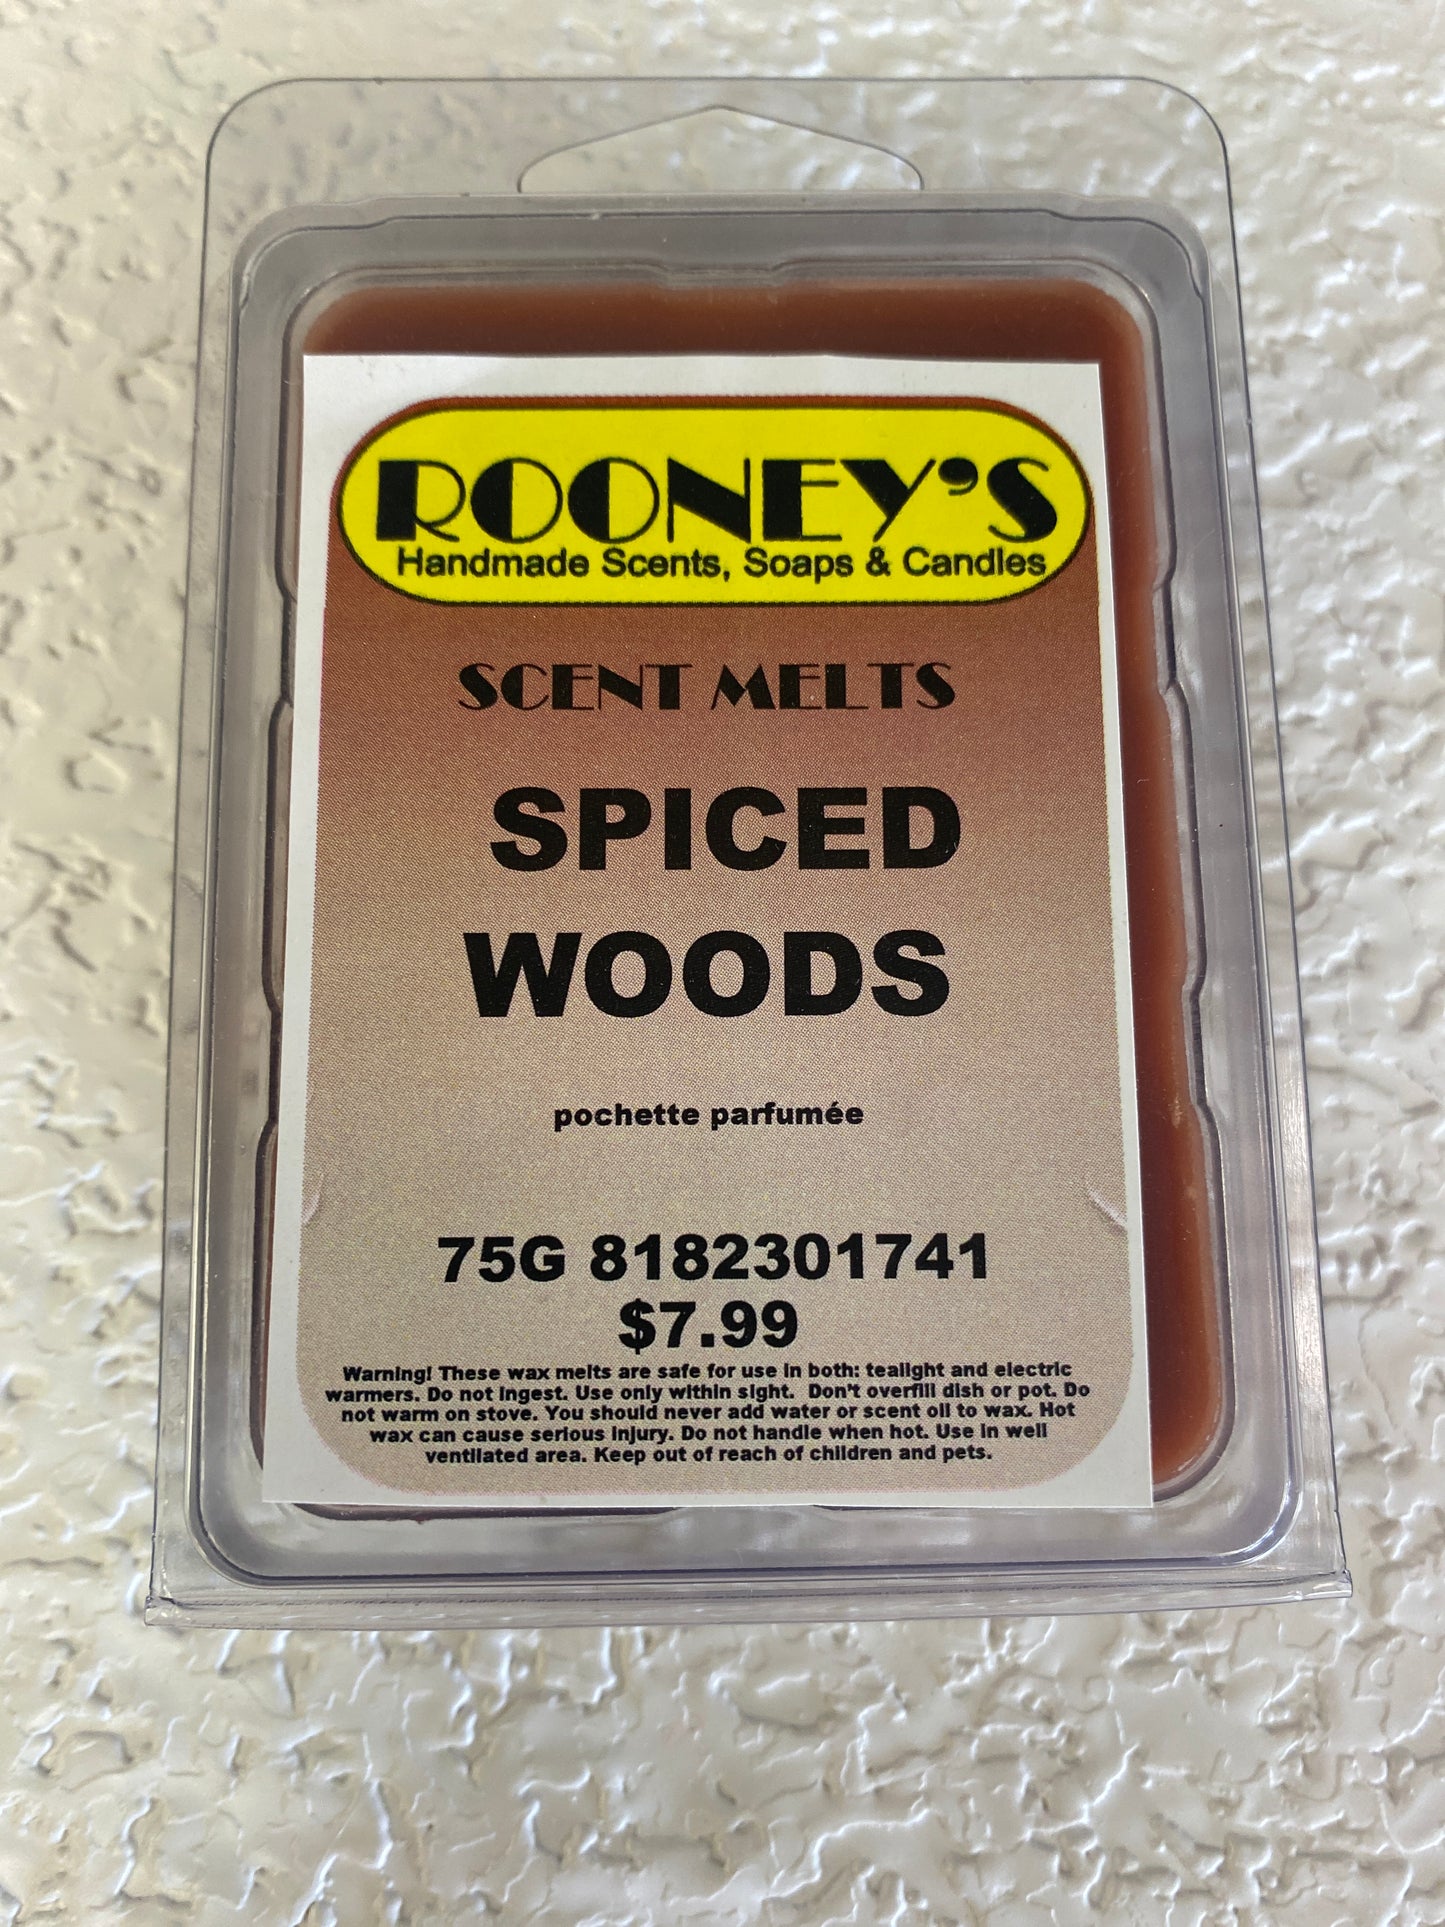 ROONEY'S
Handmade Scents, Soaps & Candles
SCENT MELTS
SPICED
WOODS
pochette parfumée
75G 8182301741
$7.99
Warning! These wax melts are safe for use in both: tealight and electric
warmers. Do not ingest. Use only within sight. Don't overfill dish or pot. Do
not warm on stove. You should never add water or scent oil to wax. Hot
wax can cause serious injury. Do not handle when hot. Use in well
ventilated area. Keep out of reach of children and pets.